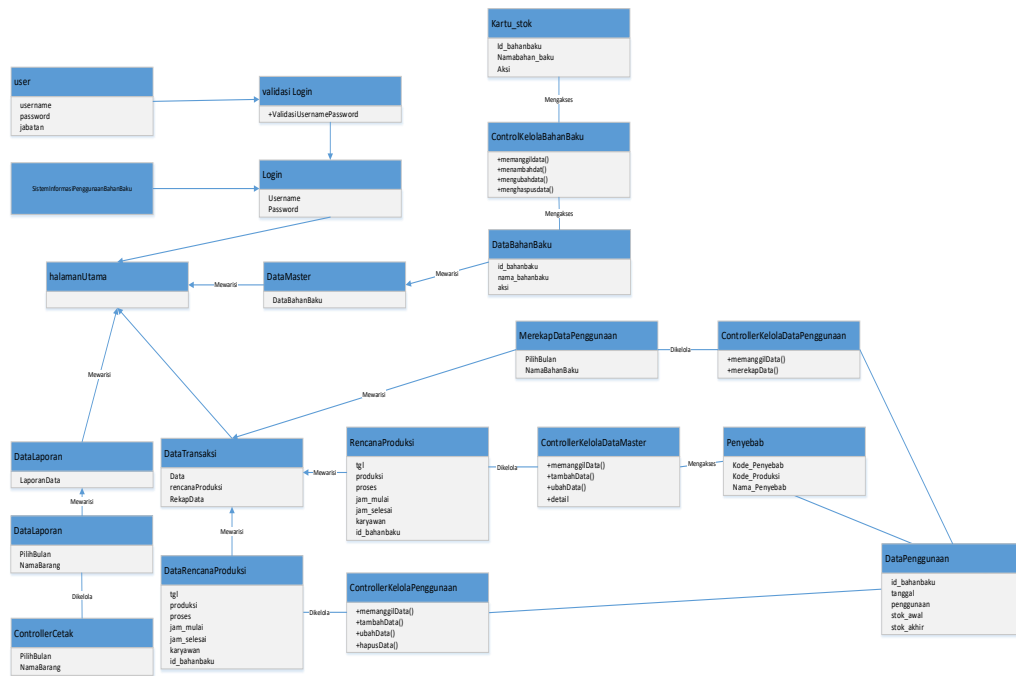 Kartu_stok
Id_bahanbaku
Namabahan_baku
Aksi
Mengakses
user
username
password
jabatan
validasi Login
+ValidasiUsernamePassword
ControlKelolaBahanBaku
+memanggildata()
+menambahdat()
+mengubahdata()
+menghaspusdata()
Mengakses
SistemInformasiPenggunaanBahanBaku
Login
Username
Password
DataBahanBaku
id_bahanbaku
nama_bahanbaku
aksi
Mewarisi
halamanUtama
Mewarisi
DataMaster
DataBahanBaku
MerekapDataPenggunaan
PilihBulan
NamaBahanBaku
Dikelola
ControllerKelolaDataPenggunaan
+memanggilData()
+merekapData()
Mewarisi
Mewarisi
DataLaporan
LaporanData
Mewarisi
DataTransaksi
Data
rencanaProduksi
RekapData
Mewarisi
RencanaProduksi
tgl
produksi
proses
jam_mulai
jam_selesai
karyawan
id_bahanbaku
Dikelola
ControllerKelolaDataMaster
+memanggilData()
+tambahData()
+ubahData()
+detail
Mengakses
Penyebab
Kode_Penyebab
Kode_Produksi
Nama_Penyebab
DataLaporan
PilihBulan
NamaBarang
Dikelola
Mewarisi
DataRencanaProduksi
tgl
produksi
proses
jam_mulai
jam_selesai
karyawan
id_bahanbaku
Dikelola
ControllerKelolaPenggunaan
+memanggilData()
+tambahData()
+ubahData()
+hapusData()
DataPenggunaan
id_bahanbaku
tanggal
penggunaan
stok_awal
stok_akhir
ControllerCetak
PilihBulan
NamaBarang